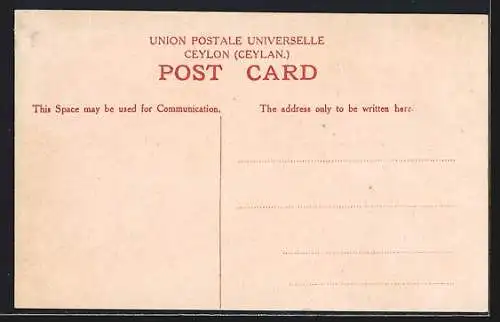 UNION POSTALE UNIVERSELLE
CEYLON (CEYLAN.)
POST CARD
This Space may be used for Communication.
The address only to be written here.